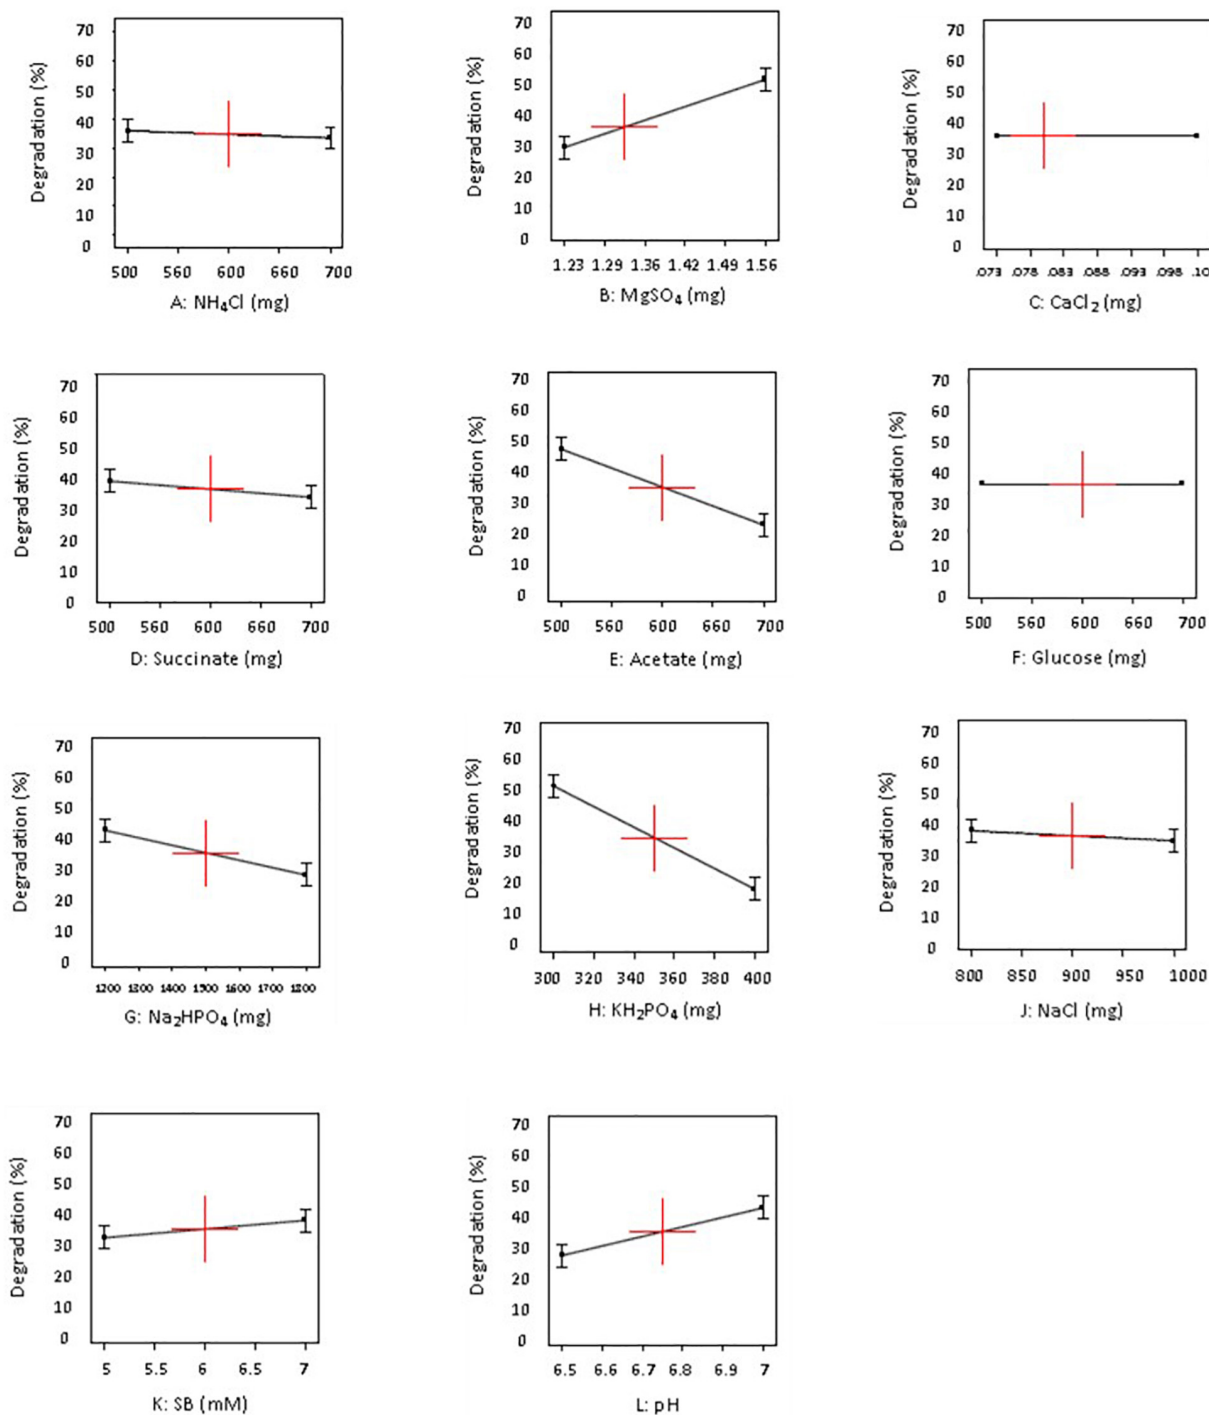 Degradation (%)
70
60
50
40
30
20
10
0
500 560 600 660 700
A: NH₄Cl (mg)
Degradation (%)
70
60
50
40
30
20
10
0
1.23 1.29 1.36 1.42 1.49 1.56
B: MgSO₄ (mg)
Degradation (%)
70
60
50
40
30
20
10
0
.073 .078 .083 .088 .093 .098 .10
C: CaCl₂ (mg)
Degradation (%)
70
60
50
40
30
20
10
0
500 560 600 660 700
D: Succinate (mg)
Degradation (%)
70
60
50
40
30
20
10
0
500 560 600 660 700
E: Acetate (mg)
Degradation (%)
70
60
50
40
30
20
10
0
500 560 600 660 700
F: Glucose (mg)
Degradation (%)
70
60
50
40
30
20
10
0
1200 1300 1400 1500 1600 1700 1800
G: Na₂HPO₄ (mg)
Degradation (%)
70
60
50
40
30
20
10
0
300 320 340 360 380 400
H: KH₂PO₄ (mg)
Degradation (%)
70
60
50
40
30
20
10
0
800 850 900 950 1000
J: NaCl (mg)
Degradation (%)
70
60
50
40
30
20
10
0
5 5.5 6 6.5 7
K: SB (mM)
Degradation (%)
70
60
50
40
30
20
10
0
6.5 6.6 6.7 6.8 6.9 7
L: pH